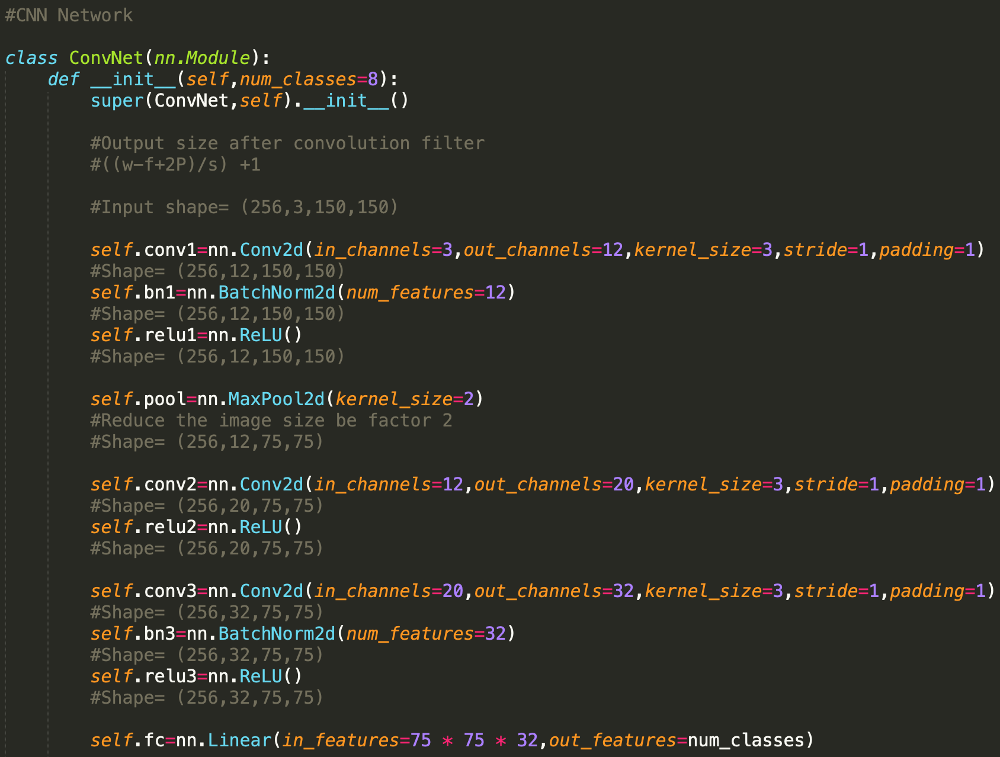 #CNN Network
class ConvNet(nn.Module):
def __init__(self,num_classes=8):
super(ConvNet,self).__init__()
#Output size after convolution filter
#((w-f+2P)/s) +1
#Input shape= (256,3,150,150)
self.conv1=nn.Conv2d(in_channels=3,out_channels=12,kernel_size=3,stride=1,padding=1)
#Shape= (256,12,150,150)
self.bn1=nn.BatchNorm2d(num_features=12)
#Shape= (256,12,150,150)
self.relu1=nn.ReLU()
#Shape= (256,12,150,150)
self.pool=nn.MaxPool2d(kernel_size=2)
#Reduce the image size be factor 2
#Shape= (256,12,75,75)
self.conv2=nn.Conv2d(in_channels=12,out_channels=20,kernel_size=3,stride=1,padding=1)
#Shape= (256,20,75,75)
self.relu2=nn.ReLU()
#Shape= (256,20,75,75)
self.conv3=nn.Conv2d(in_channels=20,out_channels=32,kernel_size=3,stride=1,padding=1)
#Shape= (256,32,75,75)
self.bn3=nn.BatchNorm2d(num_features=32)
#Shape= (256,32,75,75)
self.relu3=nn.ReLU()
#Shape= (256,32,75,75)
self.fc=nn.Linear(in_features=75 * 75 * 32,out_features=num_classes)